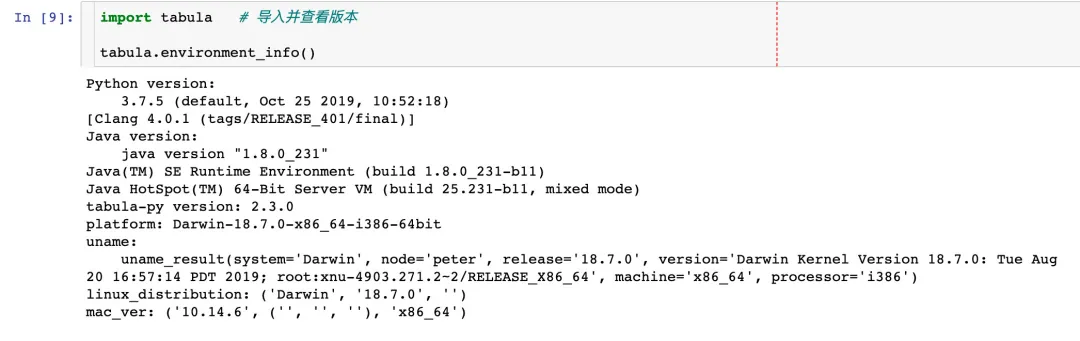 In [9]: import tabula   # 导入并查看版本
tabula.environment_info()
Python version:
    3.7.5 (default, Oct 25 2019, 10:52:18)
[Clang 4.0.1 (tags/RELEASE_401/final)]
Java version:
    java version "1.8.0_231"
Java(TM) SE Runtime Environment (build 1.8.0_231-b11)
Java HotSpot(TM) 64-Bit Server VM (build 25.231-b11, mixed mode)
tabula-py version: 2.3.0
platform: Darwin-18.7.0-x86_64-i386-64bit
uname:
    uname_result(system='Darwin', node='peter', release='18.7.0', version='Darwin Kernel Version 18.7.0: Tue Aug
20 16:57:14 PDT 2019; root:xnu-4903.271.2~2/RELEASE_X86_64', machine='x86_64', processor='i386')
linux_distribution: ('Darwin', '18.7.0', '')
mac_ver: ('10.14.6', ('', '', ''), 'x86_64')